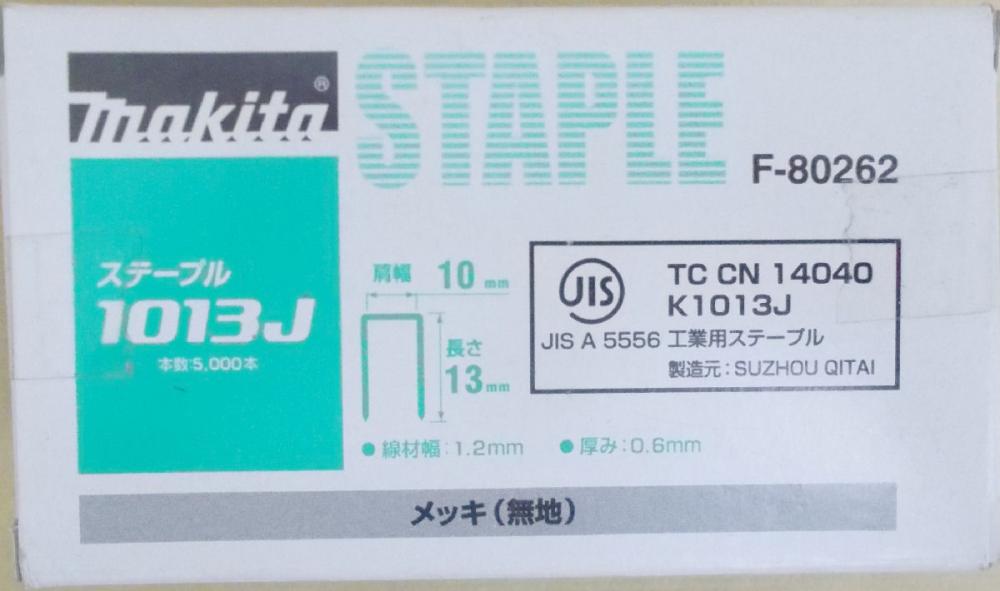 makita®
STAPLE
F-80262
ステープル
1013J
本数:5,000本
肩幅 10 mm
長さ
13 mm
JIS
TC CN 14040
K1013J
JIS A 5556 工業用ステープル
製造元:SUZHOU QITAI
●線材幅:1.2mm ●厚み:0.6mm
メッキ(無地)